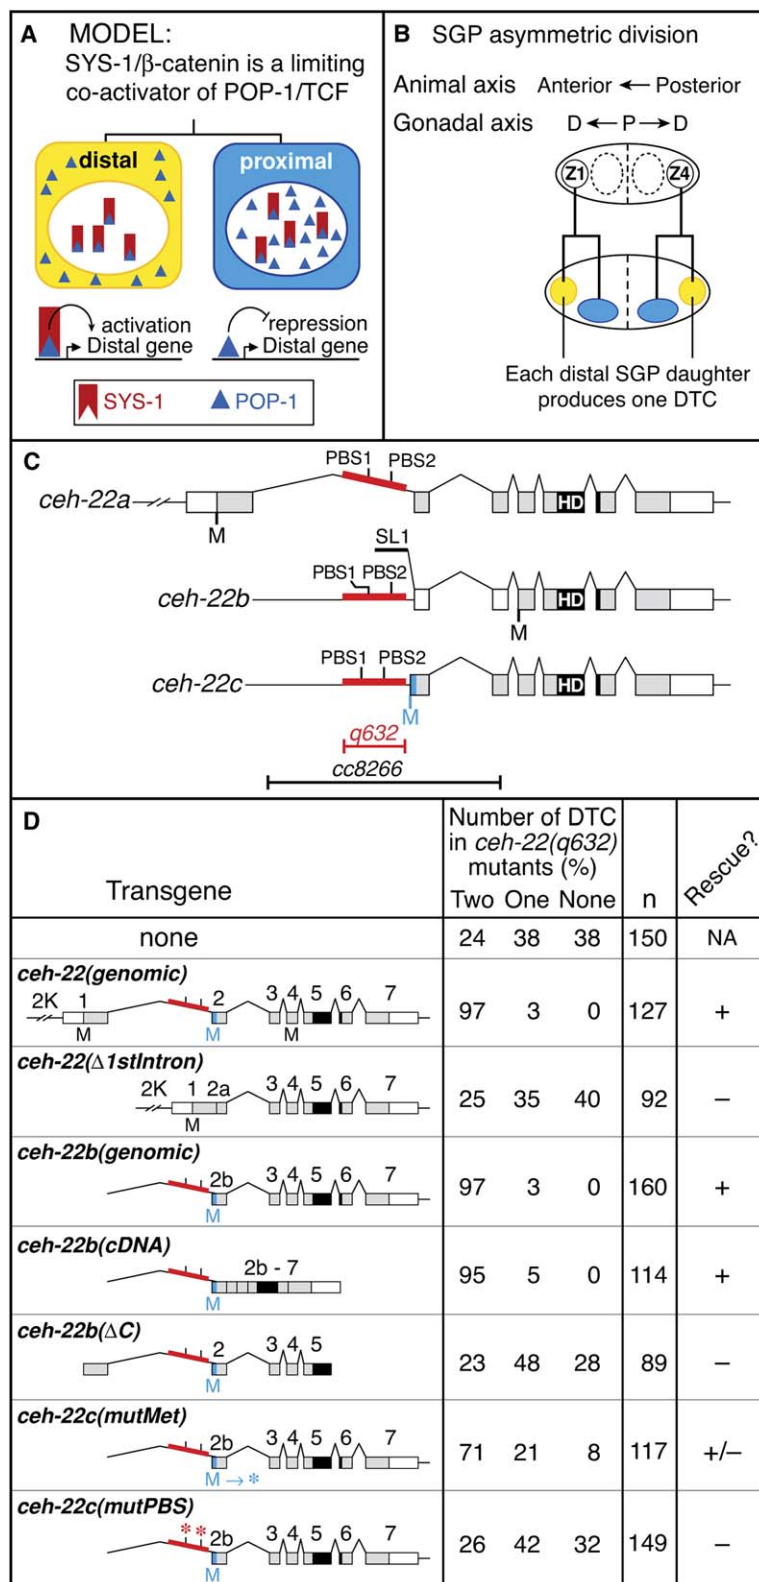 A MODEL:
SYS-1/β-catenin is a limiting
co-activator of POP-1/TCF
distal
proximal
activation
Distal gene
repression
Distal gene
SYS-1
POP-1
B SGP asymmetric division
Animal axis Anterior ← Posterior
Gonadal axis D ← P → D
Z1 Z4
Each distal SGP daughter
produces one DTC
C
PBS1 PBS2
ceh-22a HD
M
SL1
PBS1 PBS2
ceh-22b HD
M
PBS1 PBS2
ceh-22c HD
M
q632
cc8266
D
Number of DTC
in ceh-22(q632)
mutants (%)
Transgene Two One None n Rescue?
none 24 38 38 150 NA
ceh-22(genomic)
2K 1 2 3 4 5 6 7
97 3 0 127 +
M M M
ceh-22(Δ1stIntron)
2K 1 2a 3 4 5 6 7
25 35 40 92 –
M
ceh-22b(genomic)
2b 3 4 5 6 7
97 3 0 160 +
M
ceh-22b(cDNA)
2b - 7
95 5 0 114 +
M
ceh-22b(ΔC)
2 3 4 5
23 48 28 89 –
M
ceh-22c(mutMet)
2b 3 4 5 6 7
71 21 8 117 +/–
M → *
ceh-22c(mutPBS)
* * 2b 3 4 5 6 7
26 42 32 149 –
M